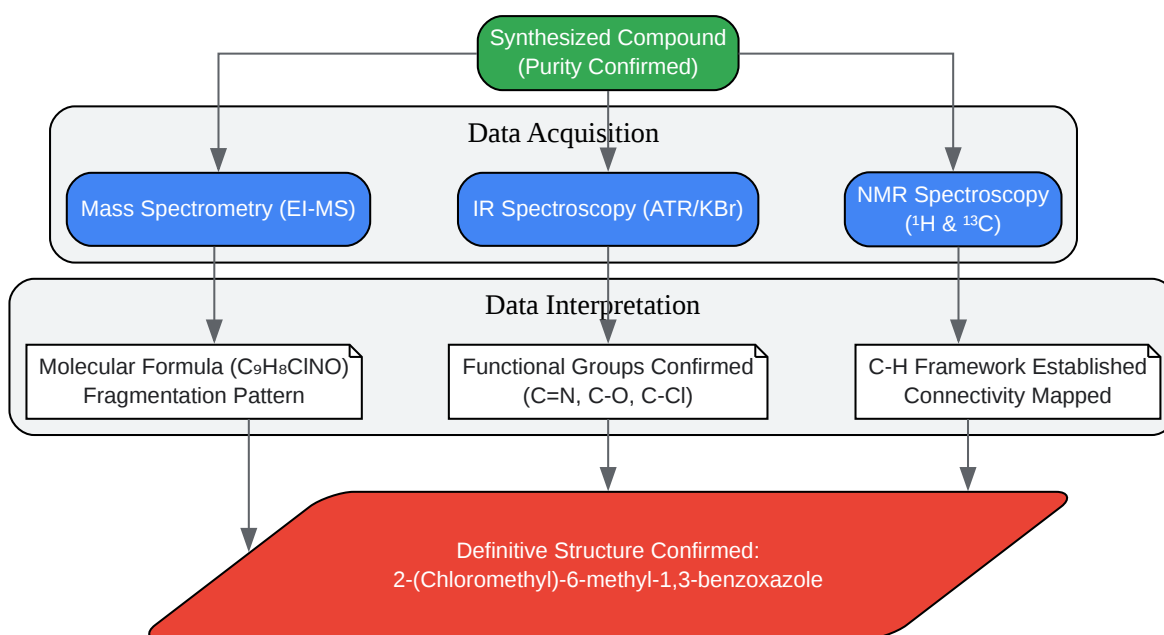 Synthesized Compound
(Purity Confirmed)
Data Acquisition
Mass Spectrometry (EI-MS)
IR Spectroscopy (ATR/KBr)
NMR Spectroscopy
(¹H & ¹³C)
Data Interpretation
Molecular Formula (C₉H₈ClNO)
Fragmentation Pattern
Functional Groups Confirmed
(C=N, C-O, C-Cl)
C-H Framework Established
Connectivity Mapped
Definitive Structure Confirmed:
2-(Chloromethyl)-6-methyl-1,3-benzoxazole